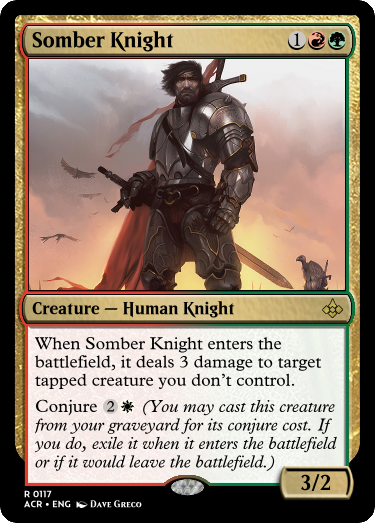 Somber Knight 1
Creature — Human Knight
When Somber Knight enters the
battlefield, it deals 3 damage to target
tapped creature you don't control.
Conjure 2 (You may cast this creature
from your graveyard for its conjure cost. If
you do, exile it when it enters the battlefield
or if it would leave the battlefield.)
3/2
R 0117
ACR • ENG Dave Greco